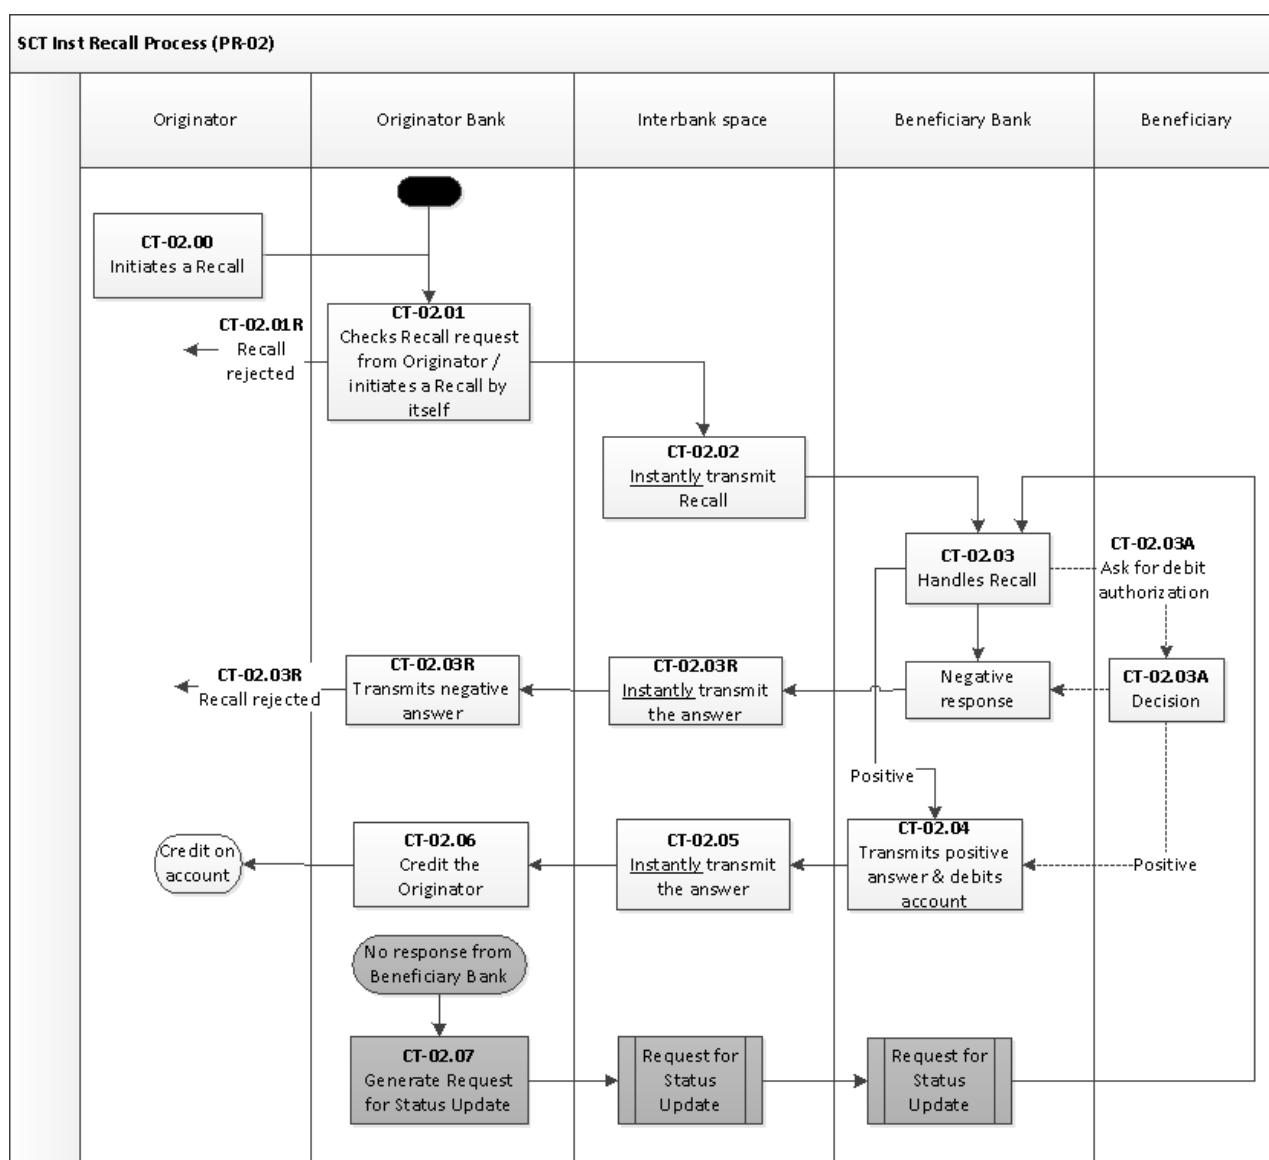 SCT Inst Recall Process (PR-02)
Originator
Originator Bank
Interbank space
Beneficiary Bank
Beneficiary
CT-02.00
Initiates a Recall
CT-02.01R
Recall
rejected
CT-02.01
Checks Recall request
from Originator /
initiates a Recall by
itself
CT-02.02
Instantly transmit
Recall
CT-02.03
Handles Recall
CT-02.03A
Ask for debit
authorization
CT-02.03R
Recall rejected
CT-02.03R
Transmits negative
answer
CT-02.03R
Instantly transmit
the answer
Negative
response
CT-02.03A
Decision
Positive
Credit on
account
CT-02.06
Credit the
Originator
CT-02.05
Instantly transmit
the answer
CT-02.04
Transmits positive
answer & debits
account
Positive
No response from
Beneficiary Bank
CT-02.07
Generate Request
for Status Update
Request for
Status
Update
Request for
Status
Update